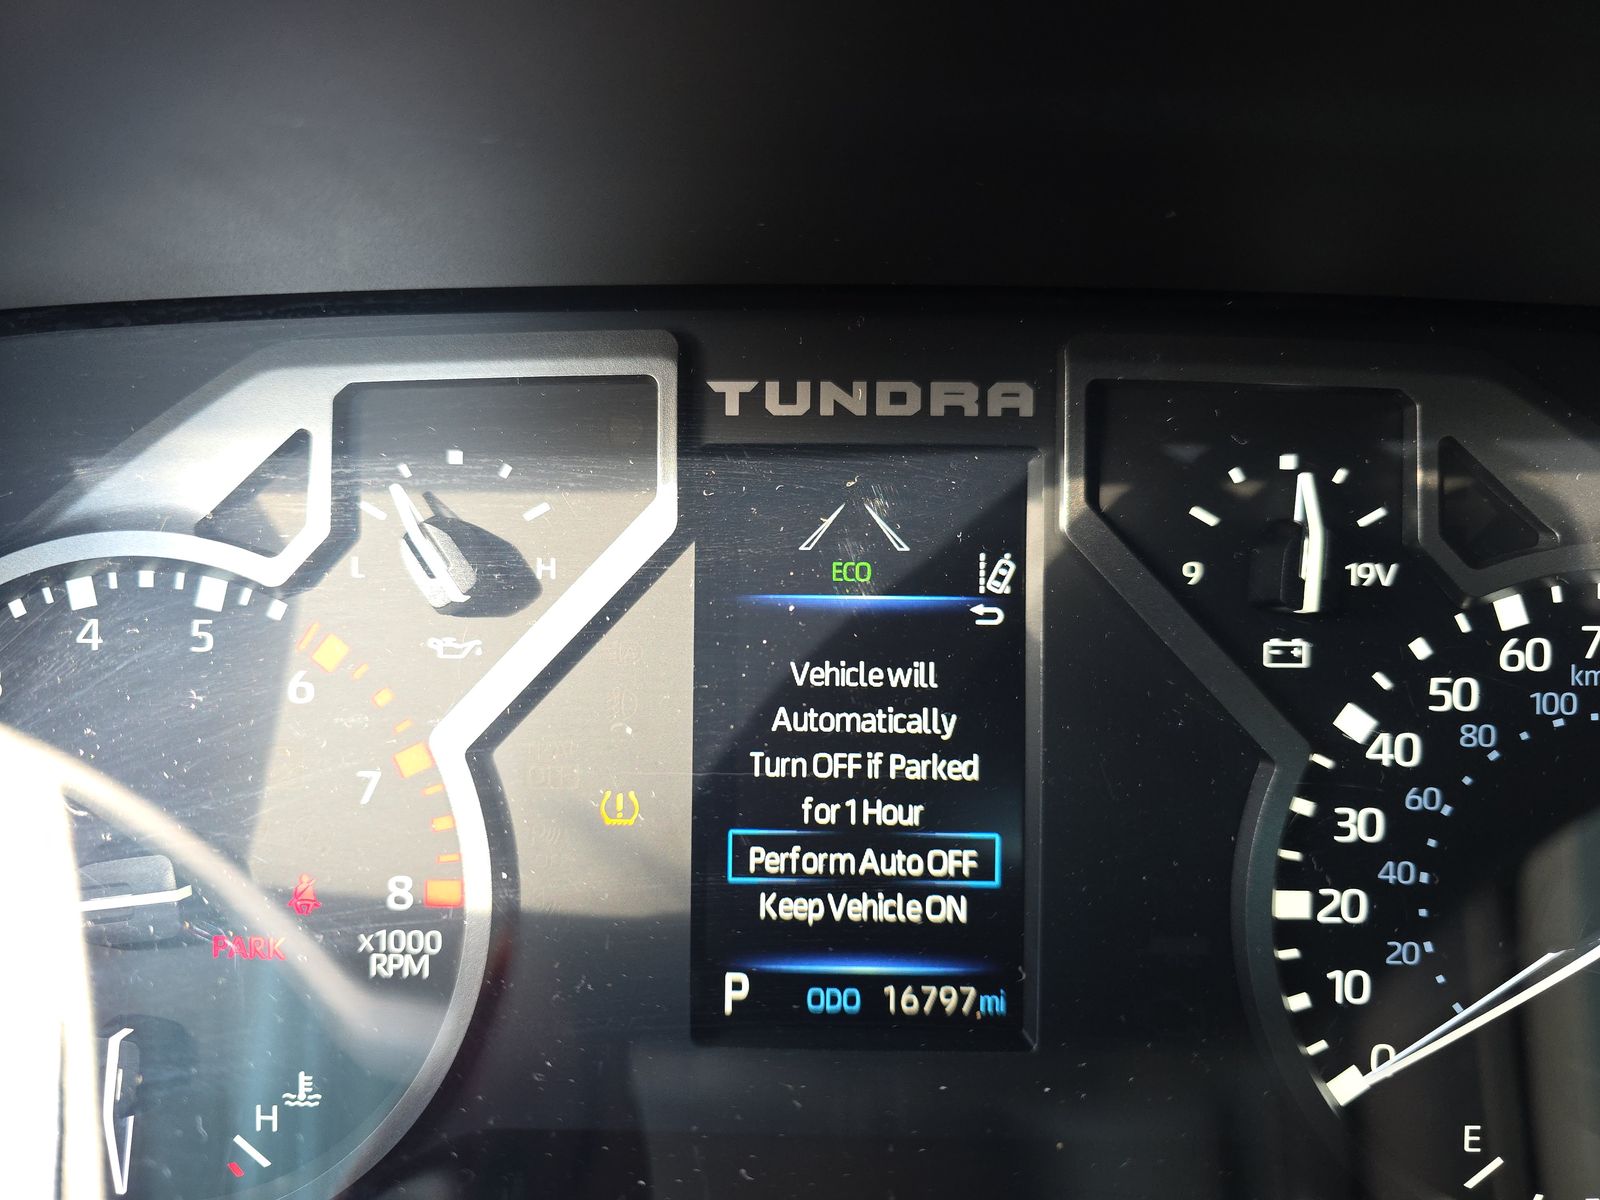 TUNDRA
L
H
9
19V
ECO
Vehicle will
Automatically
Turn OFF if Parked
for 1 Hour
Perform Auto OFF
Keep Vehicle ON
P ODO 16797 mi
4
5
6
7
8
x1000
RPM
PARK
H
60
50
40
30
20
10
0
km
100
80
60
40
20
E